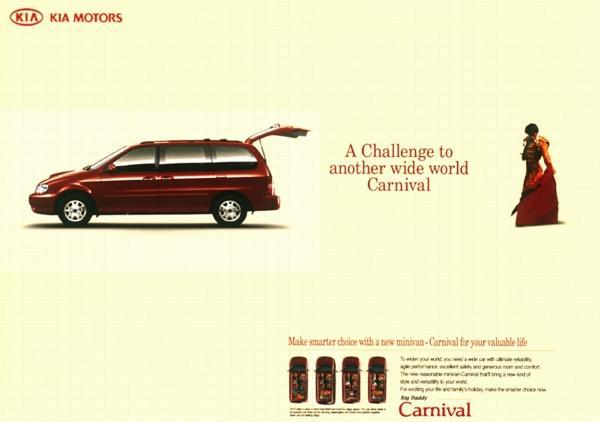 KIA KIA MOTORS
A Challenge to
another wide world
Carnival
Make smarter choice with a new minivan-Carnival for your valuable life
To widen your world, you need a wide car with ultimate reliability,
agile performance, excellent safety and generous room and comfort.
The new reasonable minivan-Carnival that'll bring a new kind of
style and versatility to your world.
For exciting your life and family's holiday, make the smarter choice now.
Big Daddy
Carnival